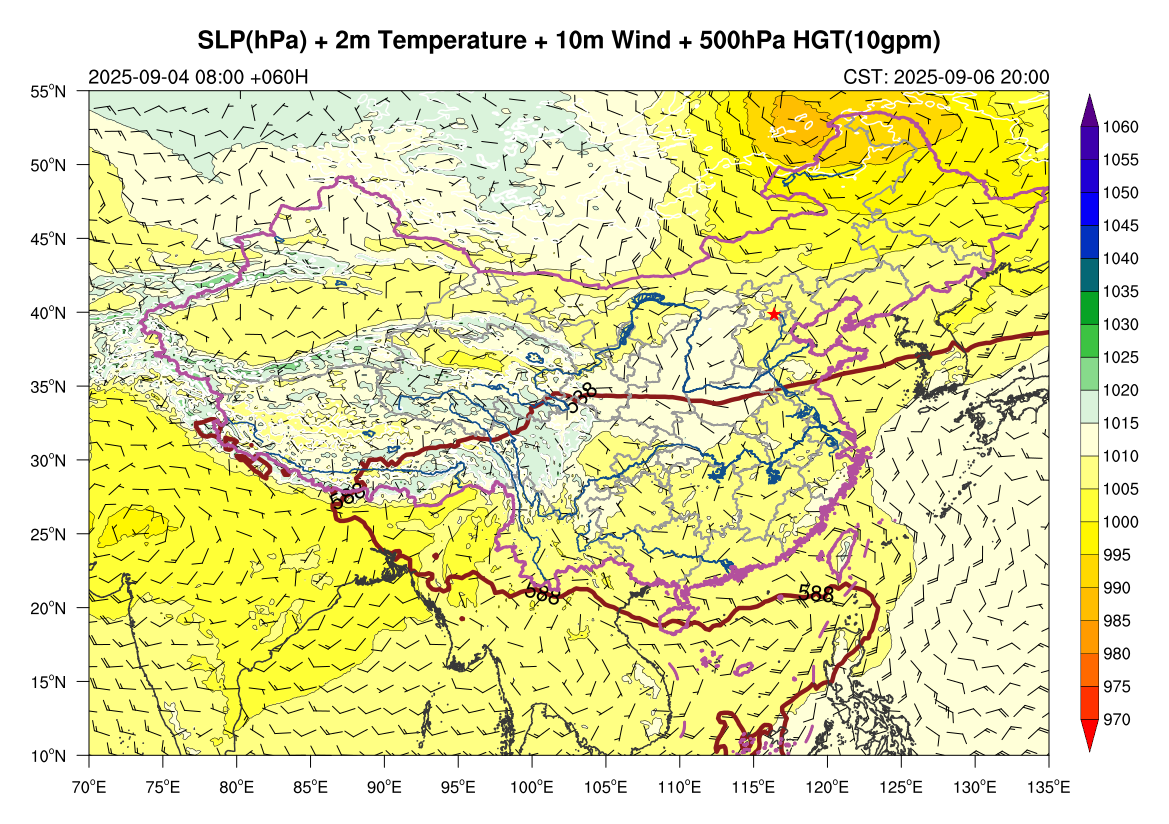 SLP(hPa) + 2m Temperature + 10m Wind + 500hPa HGT(10gpm)
2025-09-04 08:00 +060H
CST: 2025-09-06 20:00
55°N
50°N
45°N
40°N
35°N
30°N
25°N
20°N
15°N
10°N
588
588
588
588
70°E 75°E 80°E 85°E 90°E 95°E 100°E 105°E 110°E 115°E 120°E 125°E 130°E 135°E
1060
1055
1050
1045
1040
1035
1030
1025
1020
1015
1010
1005
1000
995
990
985
980
975
970